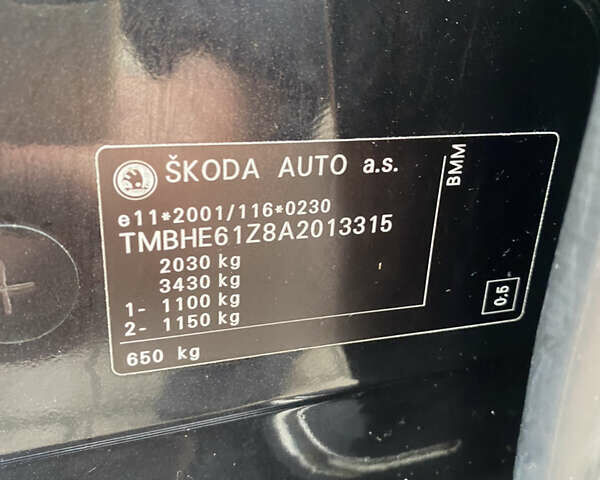 ŠKODA AUTO a.s.
e11*2001/116*0230
TMBHE61Z8A2013315
2030 kg
3430 kg
1- 1100 kg
2- 1150 kg
650 kg
BMM
0.5